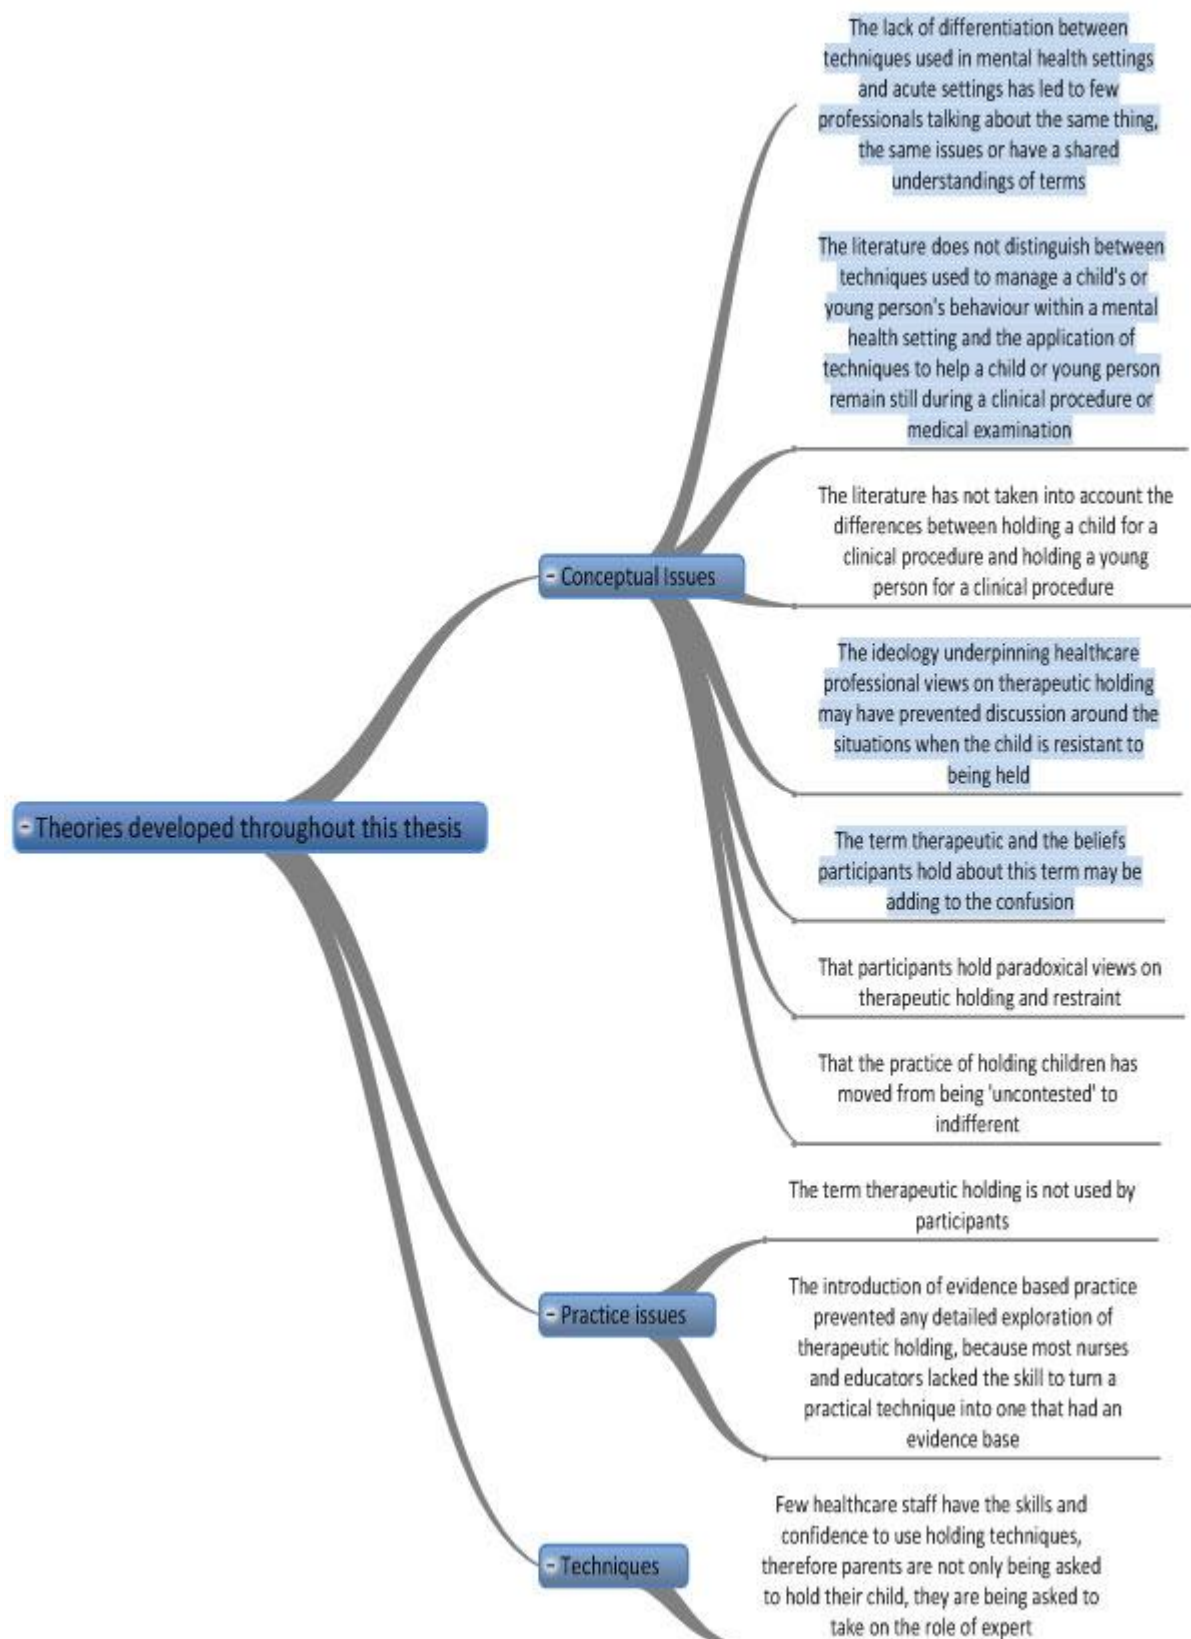 The lack of differentiation between
techniques used in mental health settings
and acute settings has led to few
professionals talking about the same thing,
the same issues or have a shared
understandings of terms
The literature does not distinguish between
techniques used to manage a child's or
young person's behaviour within a mental
health setting and the application of
techniques to help a child or young person
remain still during a clinical procedure or
medical examination
The literature has not taken into account the
differences between holding a child for a
clinical procedure and holding a young
person for a clinical procedure
Conceptual Issues
The ideology underpinning healthcare
professional views on therapeutic holding
may have prevented discussion around the
situations when the child is resistant to
being held
Theories developed throughout this thesis
The term therapeutic and the beliefs
participants hold about this term may be
adding to the confusion
That participants hold paradoxical views on
therapeutic holding and restraint
That the practice of holding children has
moved from being 'uncontested' to
indifferent
The term therapeutic holding is not used by
participants
Practice issues
The introduction of evidence based practice
prevented any detailed exploration of
therapeutic holding, because most nurses
and educators lacked the skill to turn a
practical technique into one that had an
evidence base
Techniques
Few healthcare staff have the skills and
confidence to use holding techniques,
therefore parents are not only being asked
to hold their child, they are being asked to
take on the role of expert